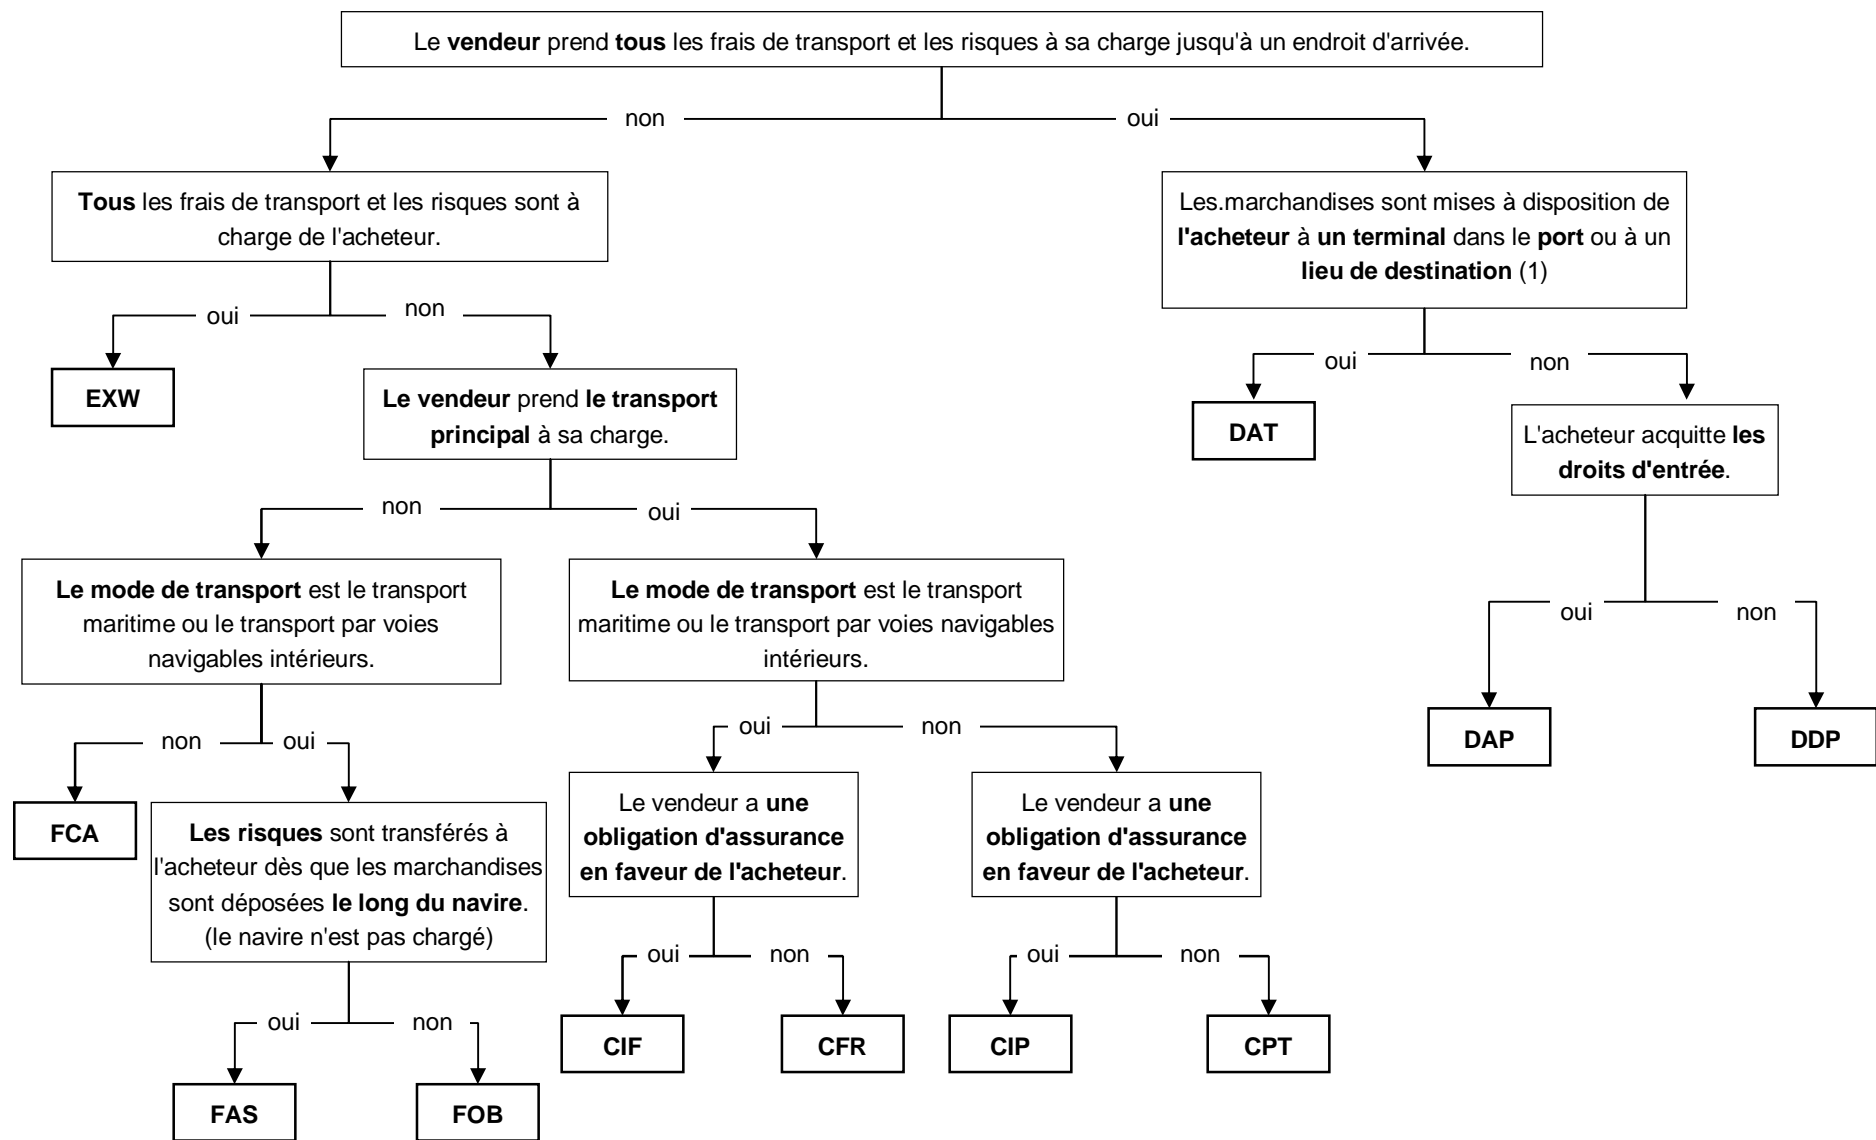 Le vendeur prend tous les frais de transport et les risques à sa charge jusqu'à un endroit d'arrivée.
non
oui
Tous les frais de transport et les risques sont à
charge de l'acheteur.
Les.marchandises sont mises à disposition de
l'acheteur à un terminal dans le port ou à un
lieu de destination (1)
oui
non
oui
non
EXW
Le vendeur prend le transport
principal à sa charge.
DAT
L'acheteur acquitte les
droits d'entrée.
non
oui
Le mode de transport est le transport
maritime ou le transport par voies
navigables intérieurs.
Le mode de transport est le transport
maritime ou le transport par voies navigables
intérieurs.
oui
non
DAP
DDP
non
oui
oui
non
FCA
Les risques sont transférés à
l'acheteur dès que les marchandises
sont déposées le long du navire.
(le navire n'est pas chargé)
Le vendeur a une
obligation d'assurance
en faveur de l'acheteur.
Le vendeur a une
obligation d'assurance
en faveur de l'acheteur.
oui
non
oui
non
oui
non
CIF
CFR
CIP
CPT
FAS
FOB